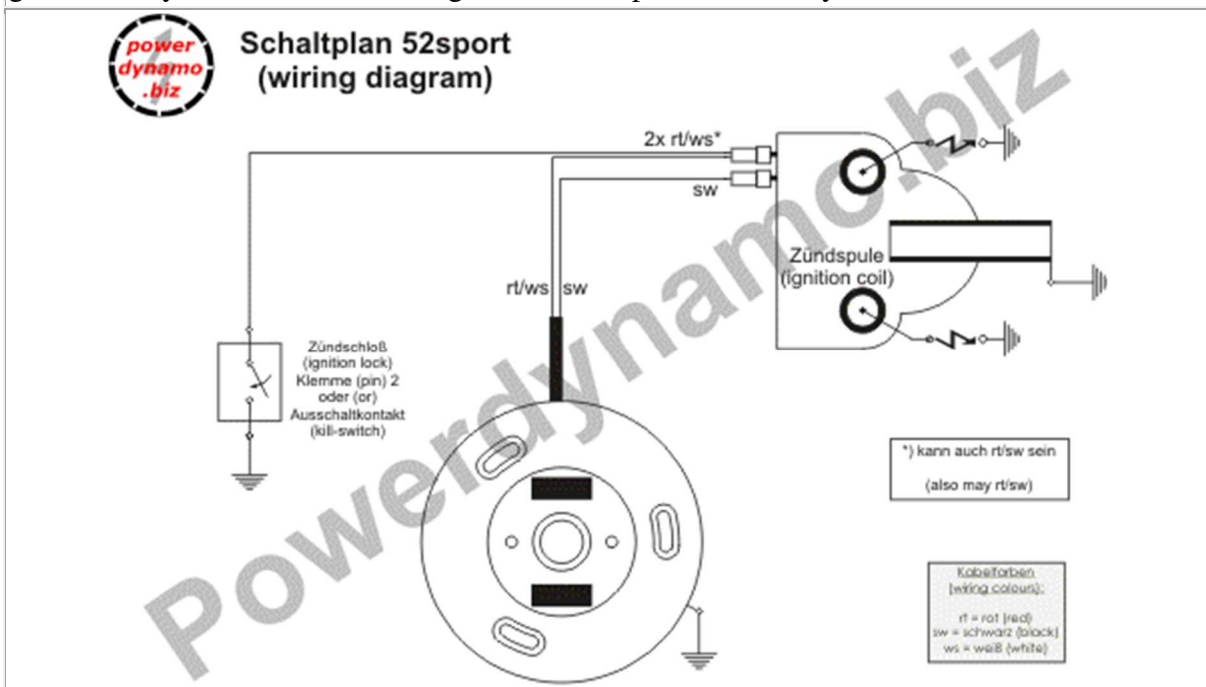 power
dynamo
.biz
Schaltplan 52sport
(wiring diagram)
2x rt/ws*
sw
Zündspule
(ignition coil)
rt/ws sw
Zündschloß
(ignition lock)
Klemme (pin) 2
oder (or)
Ausschaltkontakt
(kill-switch)
*) kann auch rt/sw sein
(also may rt/sw)
Kabelfarben
(wiring colours):
rt = rot (red)
sw = schwarz (black)
ws = weiß (white)
Powerdynamo.biz